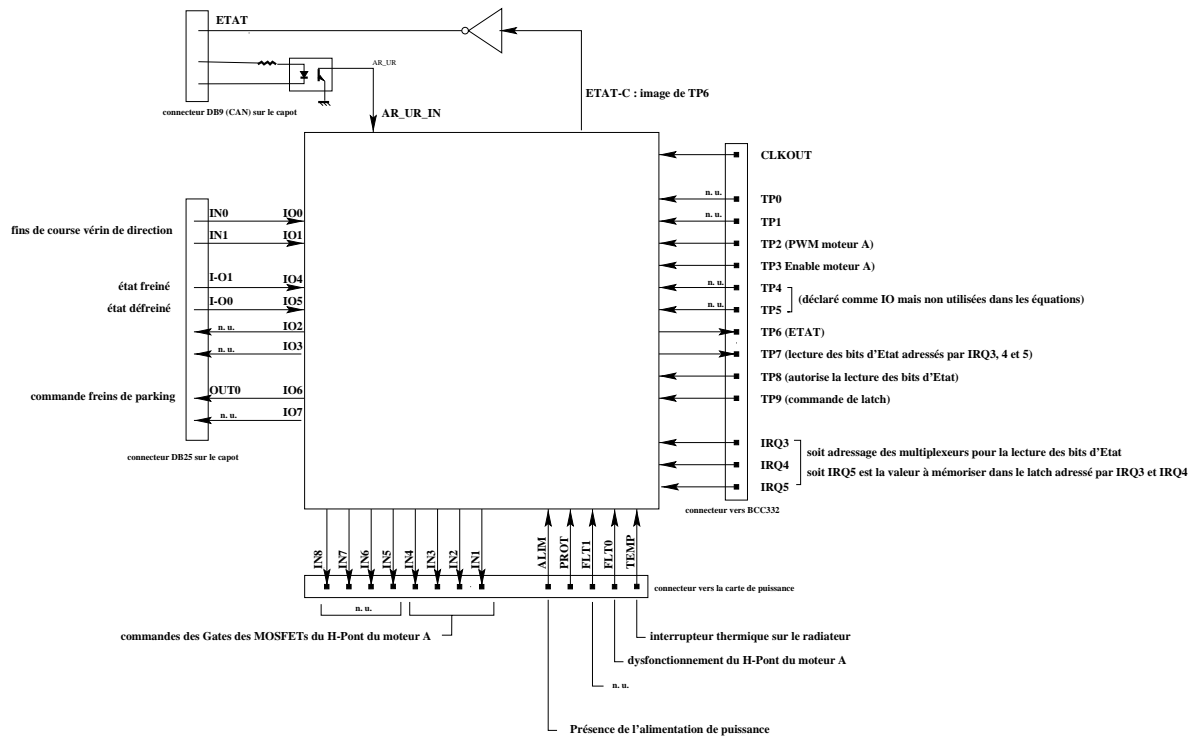 ETAT
AR_UR
ETAT-C : image de TP6
connecteur DB9 (CAN) sur le capot
AR_UR_IN
CLKOUT
n. u.
TP0
n. u.
TP1
TP2 (PWM moteur A)
TP3 Enable moteur A)
n. u.
TP4
n. u.
TP5
(déclaré comme IO mais non utilisées dans les équations)
TP6 (ETAT)
TP7 (lecture des bits d'Etat adressés par IRQ3, 4 et 5)
TP8 (autorise la lecture des bits d'Etat)
TP9 (commande de latch)
IRQ3
IRQ4
IRQ5
soit adressage des multiplexeurs pour la lecture des bits d'Etat
soit IRQ5 est la valeur à mémoriser dans le latch adressé par IRQ3 et IRQ4
connecteur vers BCC332
fins de course vérin de direction
IN0 IO0
IN1 IO1
état freiné
I-O1 IO4
état défreiné
I-O0 IO5
n. u. IO2
n. u. IO3
commande freins de parking
OUT0 IO6
n. u. IO7
connecteur DB25 sur le capot
IN8
IN7
IN6
IN5
IN4
IN3
IN2
IN1
ALIM
PROT
FLT1
FLT0
TEMP
connecteur vers la carte de puissance
n. u.
commandes des Gates des MOSFETs du H-Pont du moteur A
interrupteur thermique sur le radiateur
dysfonctionnement du H-Pont du moteur A
n. u.
Présence de l'alimentation de puissance